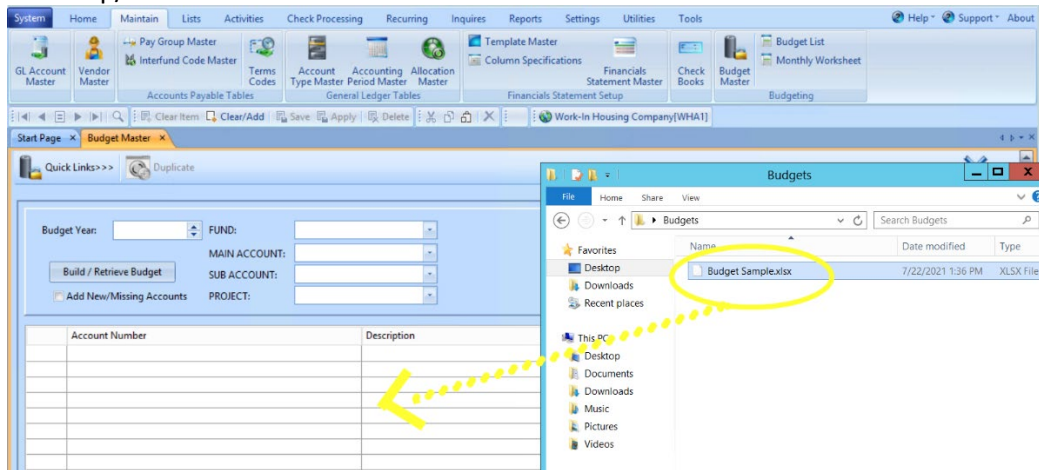 System Home Maintain Lists Activities Check Processing Recurring Inquires Reports Settings Utilities Tools Help Support About
GL Account Master
Vendor Master
Pay Group Master
Interfund Code Master
Terms Codes
Accounts Payable Tables
Account Type Master
Accounting Period Master
Allocation Master
General Ledger Tables
Template Master
Column Specifications
Financials Statement Master
Financials Statement Setup
Check Books
Budget Master
Budget List
Monthly Worksheet
Budgeting
Clear Item Clear/Add Save Apply Delete Work-In Housing Company[WHA1]
Start Page Budget Master
Quick Links>>> Duplicate
Budget Year: FUND:
MAIN ACCOUNT:
Build / Retrieve Budget SUB ACCOUNT:
Add New/Missing Accounts PROJECT:
Account Number Description
Budgets
File Home Share View
Budgets Search Budgets
Name Date modified Type
Budget Sample.xlsx 7/22/2021 1:36 PM XLSX File
Favorites
Desktop
Downloads
Recent places
This PC
Desktop
Documents
Downloads
Music
Pictures
Videos